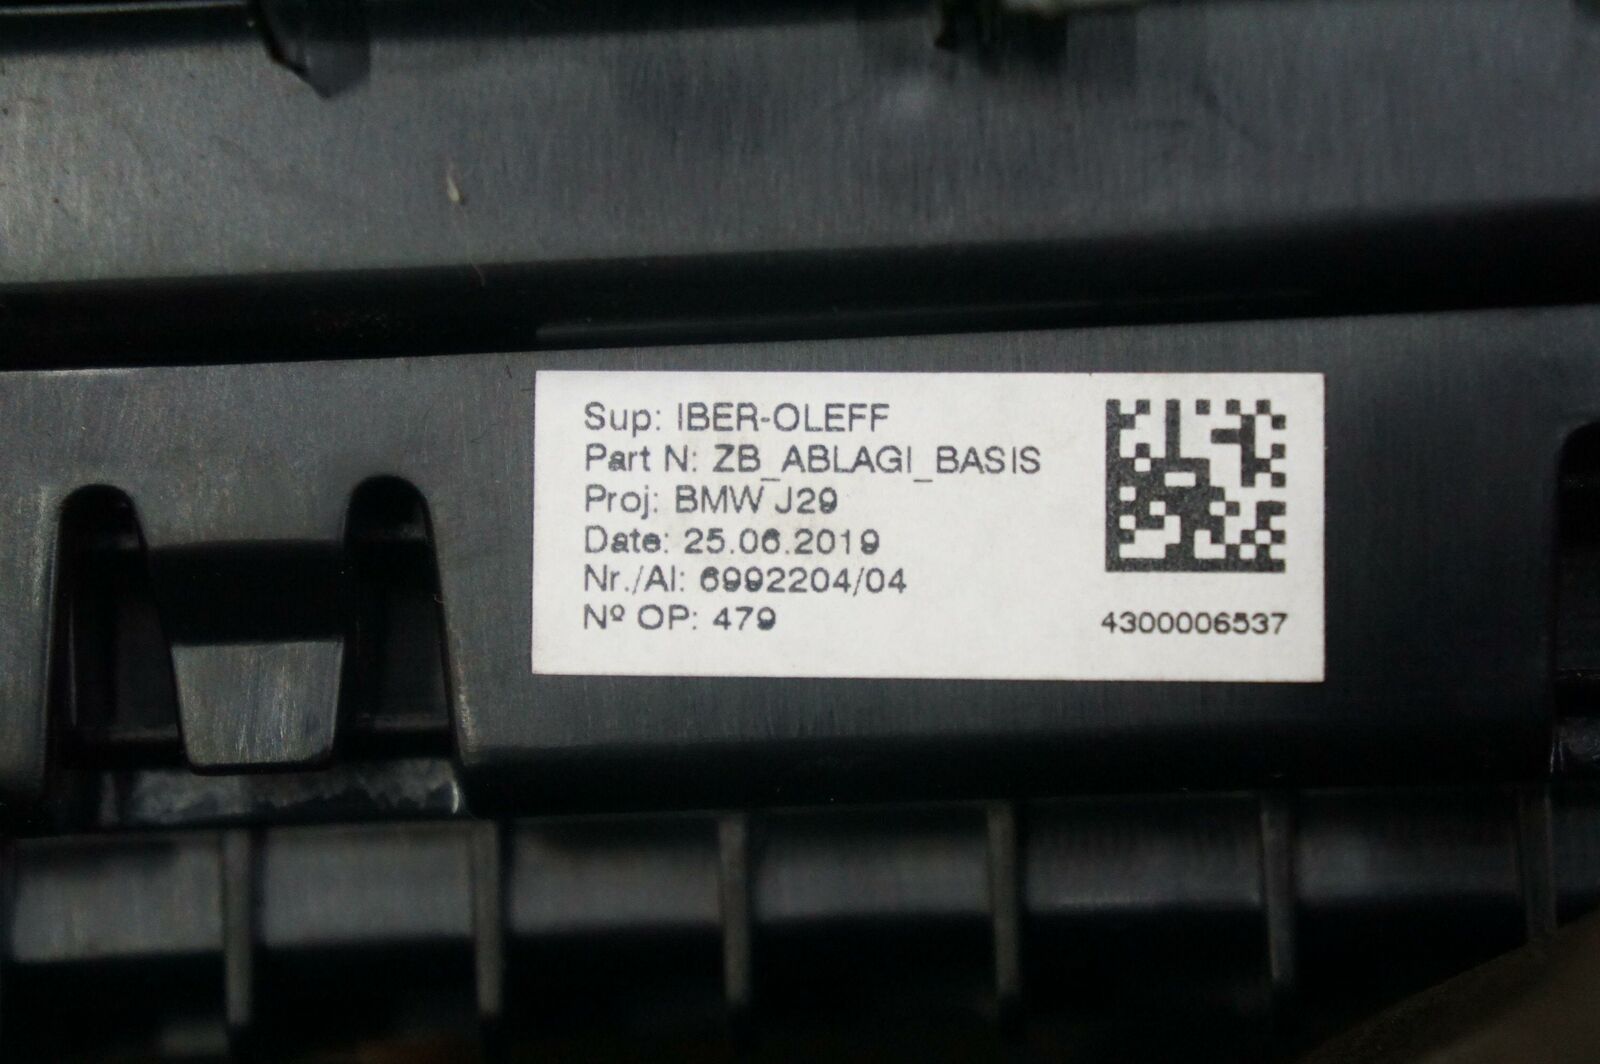 Sup: IBER-OLEFF
Part N: ZB_ABLAGI_BASIS
Proj: BMW J29
Date: 25.06.2019
Nr./AI: 6992204/04
Nº OP: 479
4300006537